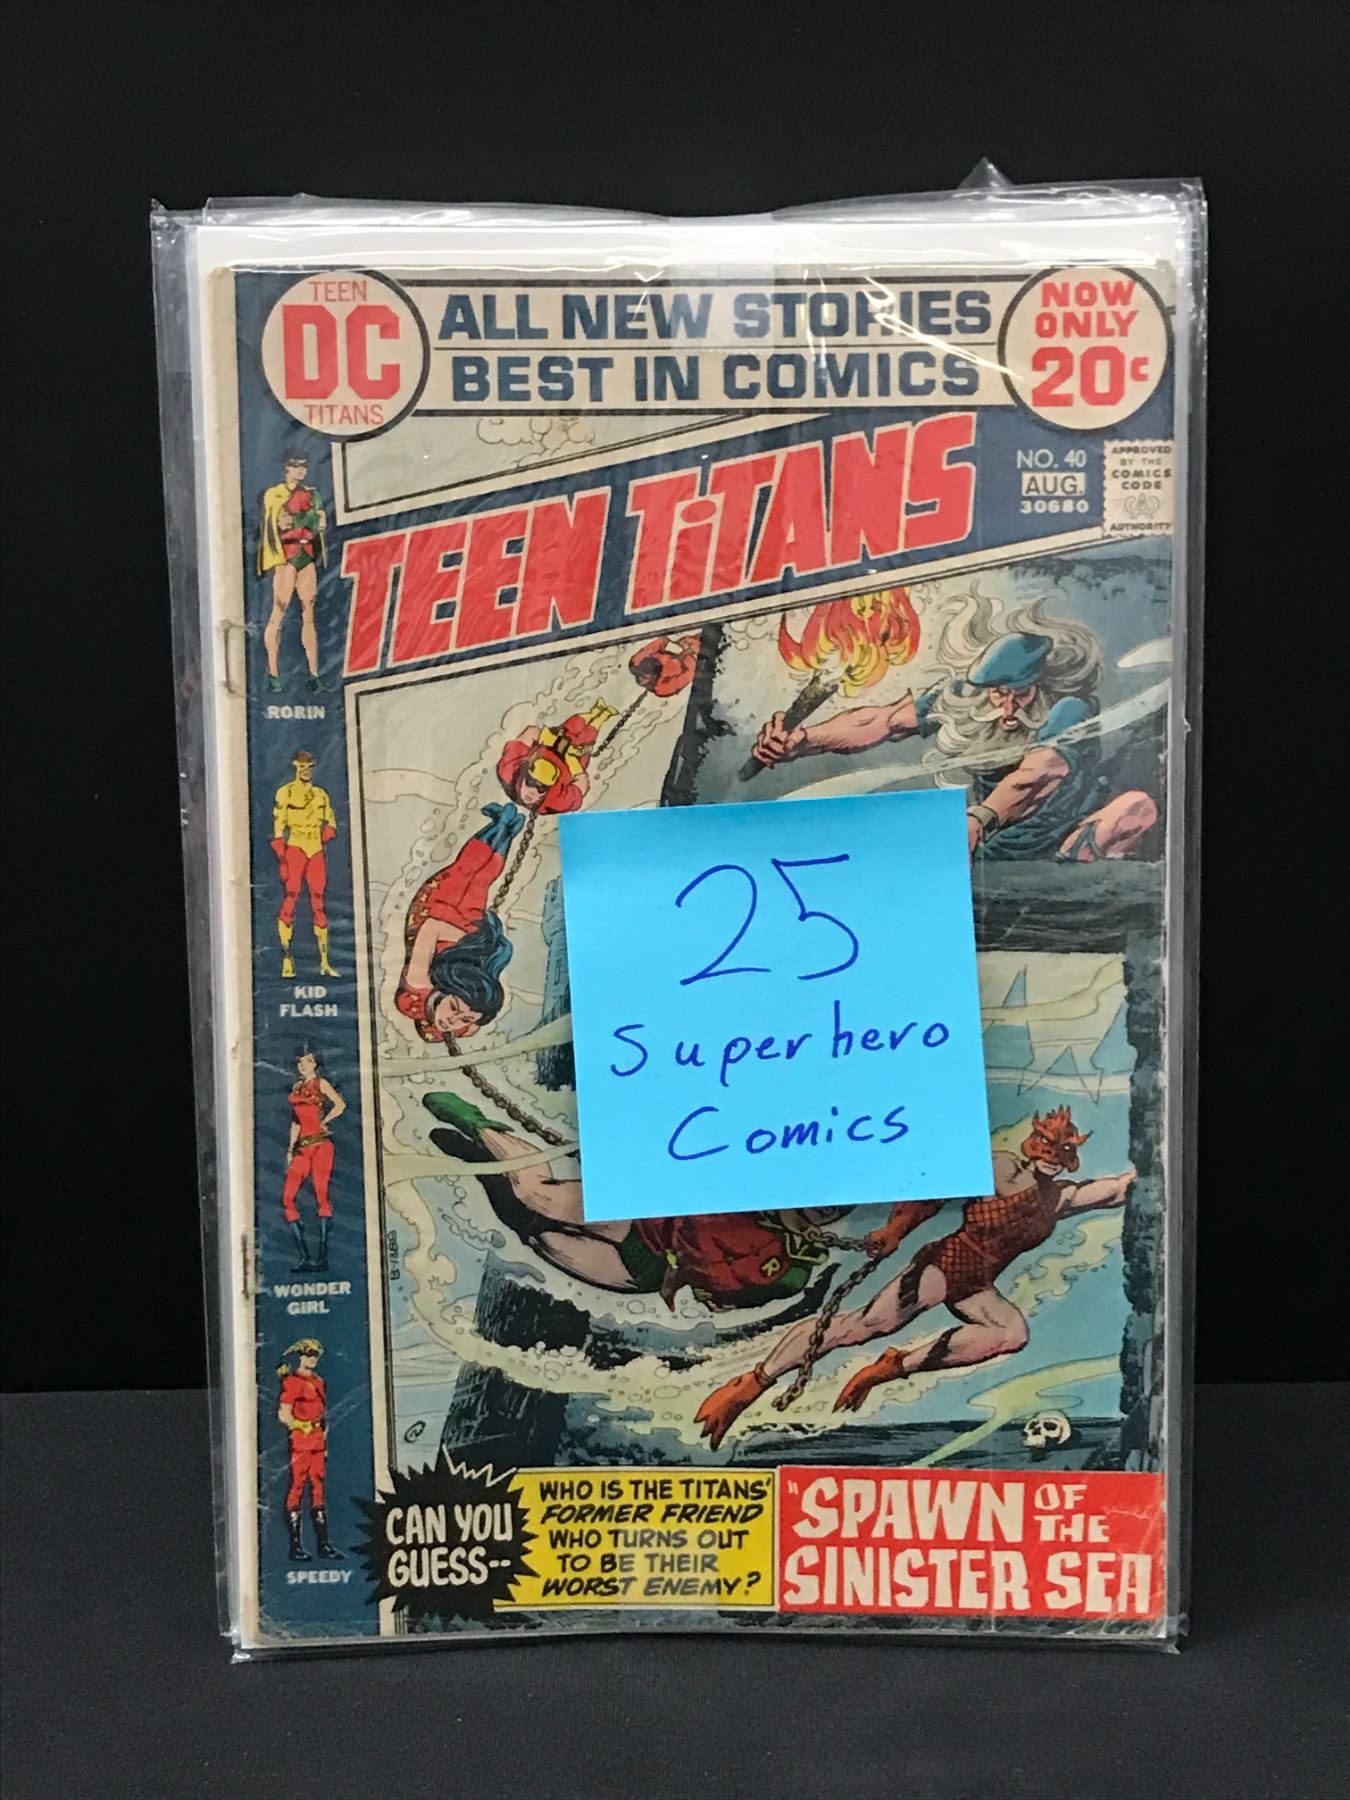 TEEN
DC
TITANS
ALL NEW STORIES
BEST IN COMICS
NOW
ONLY
20¢
TEEN TITANS
NO. 40
AUG.
30680
APPROVED
BY THE
COMICS
CODE
CA
AUTHORITY
ROBIN
KID
FLASH
WONDER
GIRL
SPEEDY
25
Superhero
Comics
R
CAN YOU
GUESS--
WHO IS THE TITANS'
FORMER FRIEND
WHO TURNS OUT
TO BE THEIR
WORST ENEMY?
"SPAWN OF
THE
SINISTER SEA